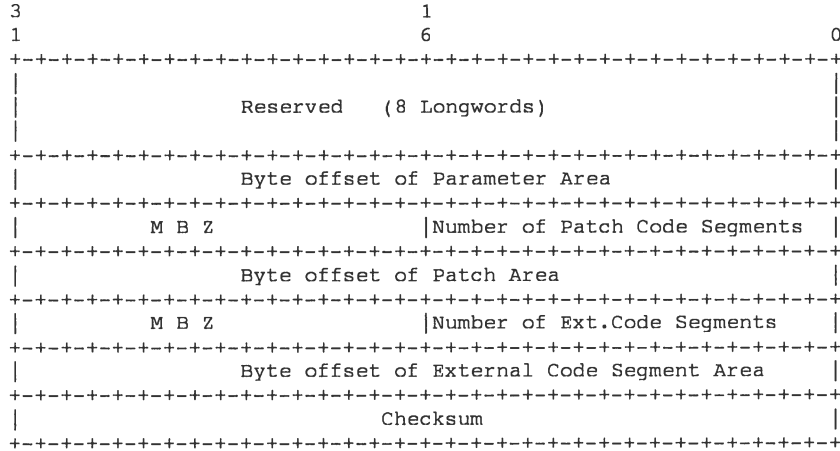 3                                        1
1                                        6                                         0
+-+-+-+-+-+-+-+-+-+-+-+-+-+-+-+-+-+-+-+-+-+-+-+-+-+-+-+-+-+-+-+-+-+-+-+-+-+-+-+-+-+
|                                                                                  |
|                      Reserved   (8 Longwords)                                    |
|                                                                                  |
+-+-+-+-+-+-+-+-+-+-+-+-+-+-+-+-+-+-+-+-+-+-+-+-+-+-+-+-+-+-+-+-+-+-+-+-+-+-+-+-+-+
|                      Byte offset of Parameter Area                               |
+-+-+-+-+-+-+-+-+-+-+-+-+-+-+-+-+-+-+-+-+-+-+-+-+-+-+-+-+-+-+-+-+-+-+-+-+-+-+-+-+-+
|             M B Z                     |Number of Patch Code Segments  |
+-+-+-+-+-+-+-+-+-+-+-+-+-+-+-+-+-+-+-+-+-+-+-+-+-+-+-+-+-+-+-+-+-+-+-+-+-+-+-+-+-+
|                      Byte offset of Patch Area                                   |
+-+-+-+-+-+-+-+-+-+-+-+-+-+-+-+-+-+-+-+-+-+-+-+-+-+-+-+-+-+-+-+-+-+-+-+-+-+-+-+-+-+
|             M B Z                     |Number of Ext.Code Segments    |
+-+-+-+-+-+-+-+-+-+-+-+-+-+-+-+-+-+-+-+-+-+-+-+-+-+-+-+-+-+-+-+-+-+-+-+-+-+-+-+-+-+
|                      Byte offset of External Code Segment Area       |
+-+-+-+-+-+-+-+-+-+-+-+-+-+-+-+-+-+-+-+-+-+-+-+-+-+-+-+-+-+-+-+-+-+-+-+-+-+-+-+-+-+
|                                    Checksum                                      |
+-+-+-+-+-+-+-+-+-+-+-+-+-+-+-+-+-+-+-+-+-+-+-+-+-+-+-+-+-+-+-+-+-+-+-+-+-+-+-+-+-+